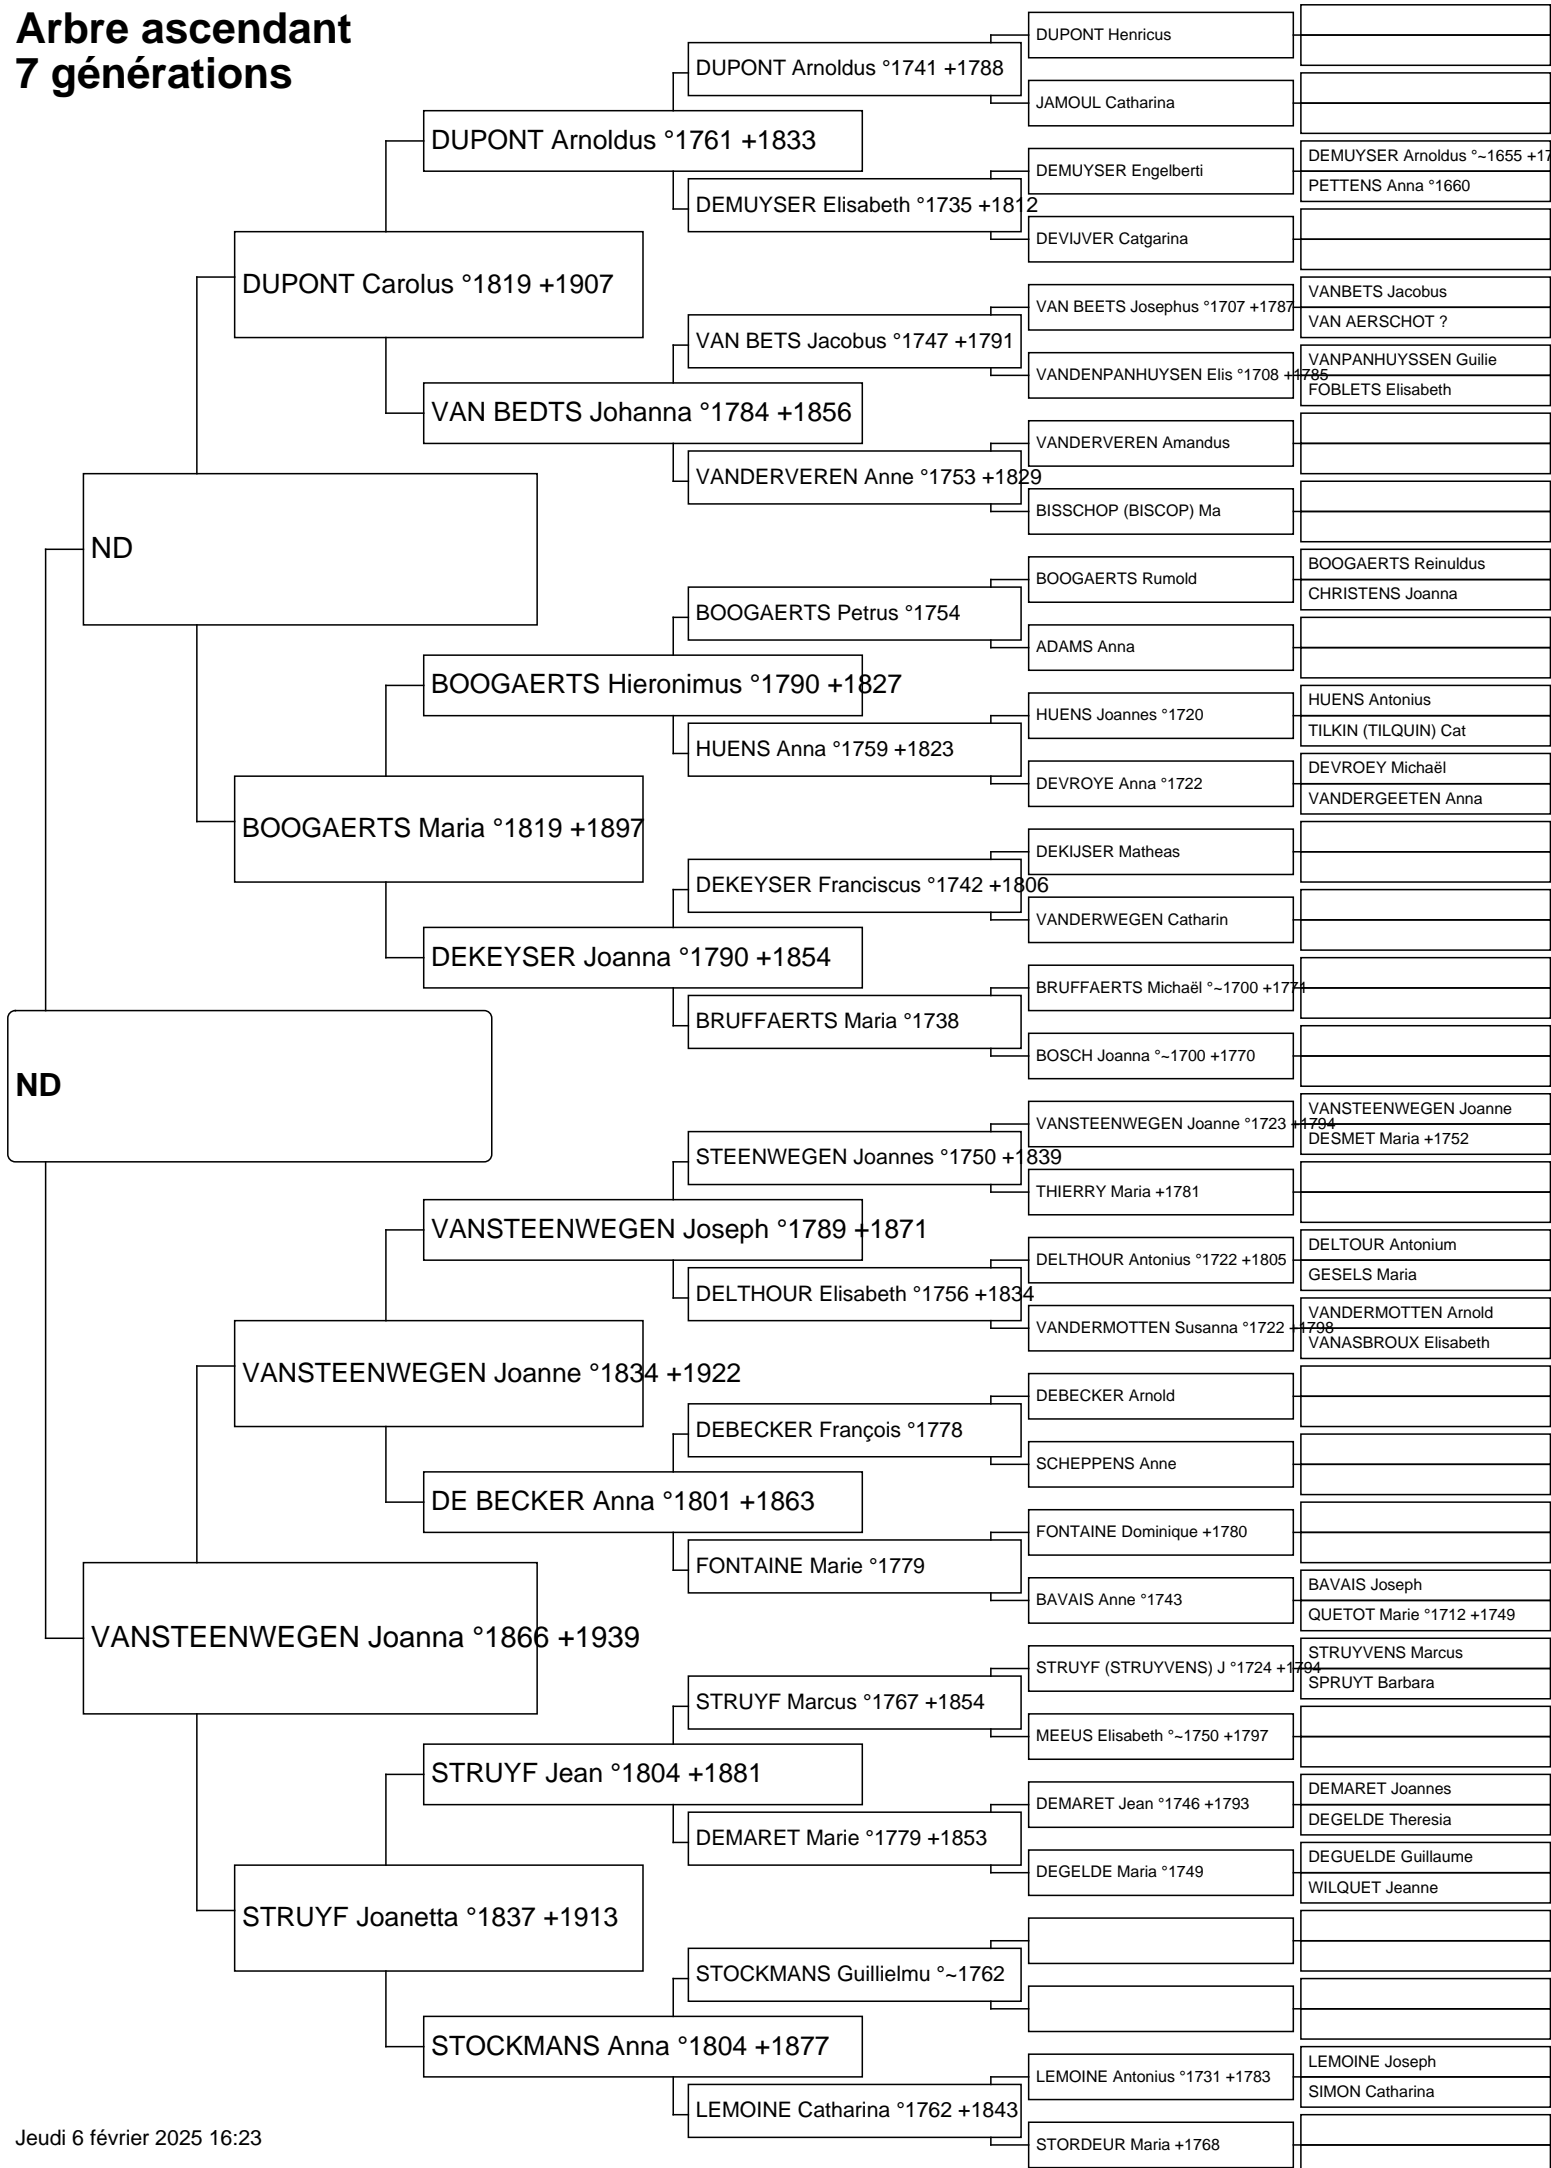 Arbre ascendant
7 générations
DUPONT Henricus
DUPONT Arnoldus °1741 +1788
JAMOUL Catharina
DUPONT Arnoldus °1761 +1833
DEMUYSER Arnoldus °~1655 +17
DEMUYSER Engelberti
PETTENS Anna °1660
DEMUYSER Elisabeth °1735 +1812
DEVIJVER Catgarina
DUPONT Carolus °1819 +1907
VANBETS Jacobus
VAN BEETS Josephus °1707 +1787
VAN AERSCHOT ?
VAN BETS Jacobus °1747 +1791
VANPANHUYSSEN Guilie
VANDENPANHUYSEN Elis °1708 +1785
FOBLETS Elisabeth
VAN BEDTS Johanna °1784 +1856
VANDERVEREN Amandus
VANDERVEREN Anne °1753 +1829
BISSCHOP (BISCOP) Ma
ND
BOOGAERTS Reinuldus
BOOGAERTS Rumold
CHRISTENS Joanna
BOOGAERTS Petrus °1754
ADAMS Anna
BOOGAERTS Hieronimus °1790 +1827
HUENS Antonius
HUENS Joannes °1720
TILKIN (TILQUIN) Cat
HUENS Anna °1759 +1823
DEVROEY Michaël
DEVROYE Anna °1722
VANDERGEETEN Anna
BOOGAERTS Maria °1819 +1897
DEKIJSER Matheas
DEKEYSER Franciscus °1742 +1806
VANDERWEGEN Catharin
DEKEYSER Joanna °1790 +1854
BRUFFAERTS Michaël °~1700 +1771
BRUFFAERTS Maria °1738
BOSCH Joanna °~1700 +1770
ND
VANSTEENWEGEN Joanne
VANSTEENWEGEN Joanne °1723 +1794
DESMET Maria +1752
STEENWEGEN Joannes °1750 +1839
THIERRY Maria +1781
VANSTEENWEGEN Joseph °1789 +1871
DELTOUR Antonium
DELTHOUR Antonius °1722 +1805
GESELS Maria
DELTHOUR Elisabeth °1756 +1834
VANDERMOTTEN Arnold
VANDERMOTTEN Susanna °1722 +1798
VANASBROUX Elisabeth
VANSTEENWEGEN Joanne °1834 +1922
DEBECKER Arnold
DEBECKER François °1778
SCHEPPENS Anne
DE BECKER Anna °1801 +1863
FONTAINE Dominique +1780
FONTAINE Marie °1779
BAVAIS Joseph
BAVAIS Anne °1743
QUETOT Marie °1712 +1749
VANSTEENWEGEN Joanna °1866 +1939
STRUYVENS Marcus
STRUYF (STRUYVENS) J °1724 +1794
SPRUYT Barbara
STRUYF Marcus °1767 +1854
MEEUS Elisabeth °~1750 +1797
STRUYF Jean °1804 +1881
DEMARET Joannes
DEMARET Jean °1746 +1793
DEGELDE Theresia
DEMARET Marie °1779 +1853
DEGUELDE Guillaume
DEGELDE Maria °1749
WILQUET Jeanne
STRUYF Joanetta °1837 +1913
STOCKMANS Guillielmu °~1762
STOCKMANS Anna °1804 +1877
LEMOINE Joseph
LEMOINE Antonius °1731 +1783
SIMON Catharina
LEMOINE Catharina °1762 +1843
STORDEUR Maria +1768
Jeudi 6 février 2025 16:23